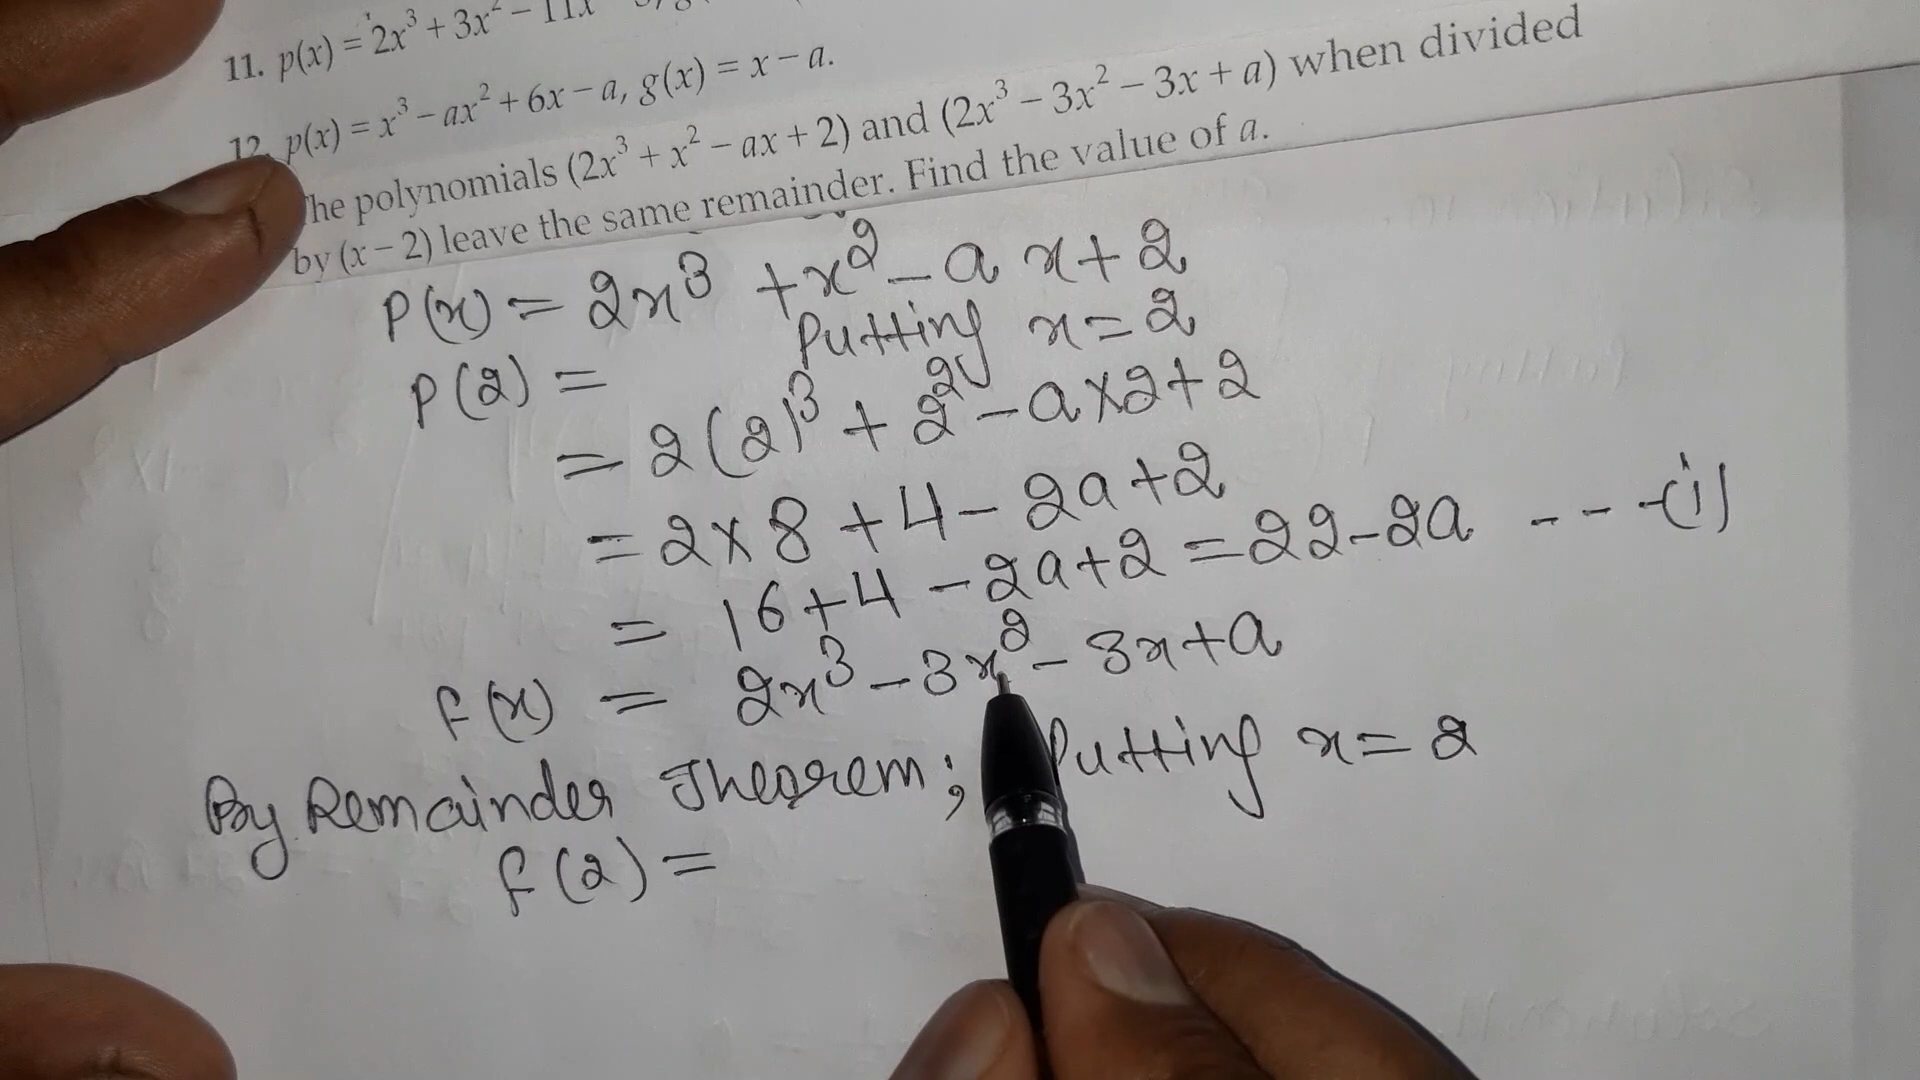 11. p(x) = 2x³ + 3x² – 11x
12. p(x) = x³ – ax² + 6x – a, g(x) = x – a.
he polynomials (2x³ + x² – ax + 2) and (2x³ – 3x² – 3x + a) when divided
by (x – 2) leave the same remainder. Find the value of a.
P(x) = 2x³ + x² – a x + 2
Putting x = 2
P(2) =
= 2(2)³ + 2² – a×2+2
= 2×8+4–2a+2
= 16+4–2a+2 = 22–2a ----(i)
f(x) = 2x³ – 3x² – 3x+a
By Remainder Theorem; Putting x=2
f(2) =